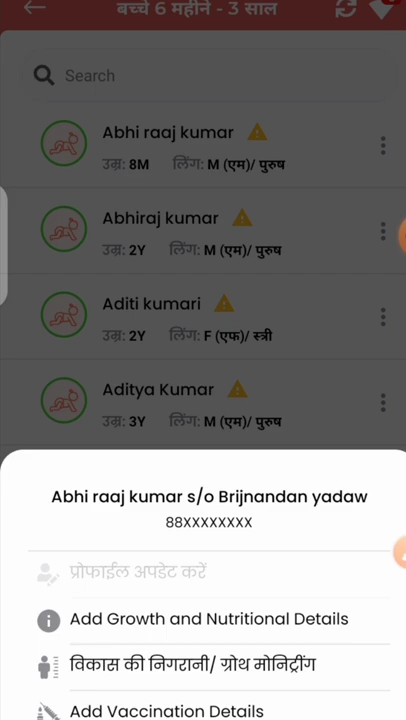 बच्चे 6 महीने - 3 साल
Search
Abhi raaj kumar
उम्र: 8M लिंग: M (एम)/ पुरुष
Abhiraj kumar
उम्र: 2Y लिंग: M (एम)/ पुरुष
Aditi kumari
उम्र: 2Y लिंग: F (एफ)/ स्त्री
Aditya Kumar
उम्र: 3Y लिंग: M (एम)/ पुरुष
Abhi raaj kumar s/o Brijnandan yadaw
88XXXXXXXX
प्रोफाईल अपडेट करें
Add Growth and Nutritional Details
विकास की निगरानी/ ग्रोथ मोनिट्रींग
Add Vaccination Details